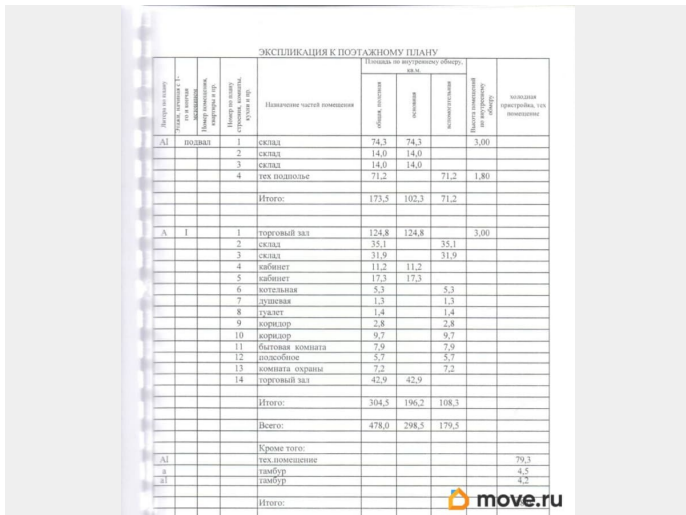 ЭКСПЛИКАЦИЯ К ПОЭТАЖНОМУ ПЛАНУ
Площадь по внутреннему обмеру, кв.м.
Литера по плану
Этажи, начиная с 1-го и кончая
Номер помещения, квартиры и пр.
Номер по плану строения, комнаты, кухни и пр.
Назначение частей помещения
общая, полезная
основная
вспомогательная
Высота помещений по внутреннему обмеру
холодная пристройка, тех помещение
АI подвал 1 склад 74,3 74,3 3,00
2 склад 14,0 14,0
3 склад 14,0 14,0
4 тех подполье 71,2 71,2 1,80
Итого: 173,5 102,3 71,2
А I 1 торговый зал 124,8 124,8 3,00
2 склад 35,1 35,1
3 склад 31,9 31,9
4 кабинет 11,2 11,2
5 кабинет 17,3 17,3
6 котельная 5,3 5,3
7 душевая 1,3 1,3
8 туалет 1,4 1,4
9 коридор 2,8 2,8
10 коридор 9,7 9,7
11 бытовая комната 7,9 7,9
12 подсобное 5,7 5,7
13 комната охраны 7,2 7,2
14 торговый зал 42,9 42,9
Итого: 304,5 196,2 108,3
Всего: 478,0 298,5 179,5
Кроме того:
АI тех.помещение 79,3
а тамбур 4,5
а1 тамбур 4,2
Итого:
move.ru